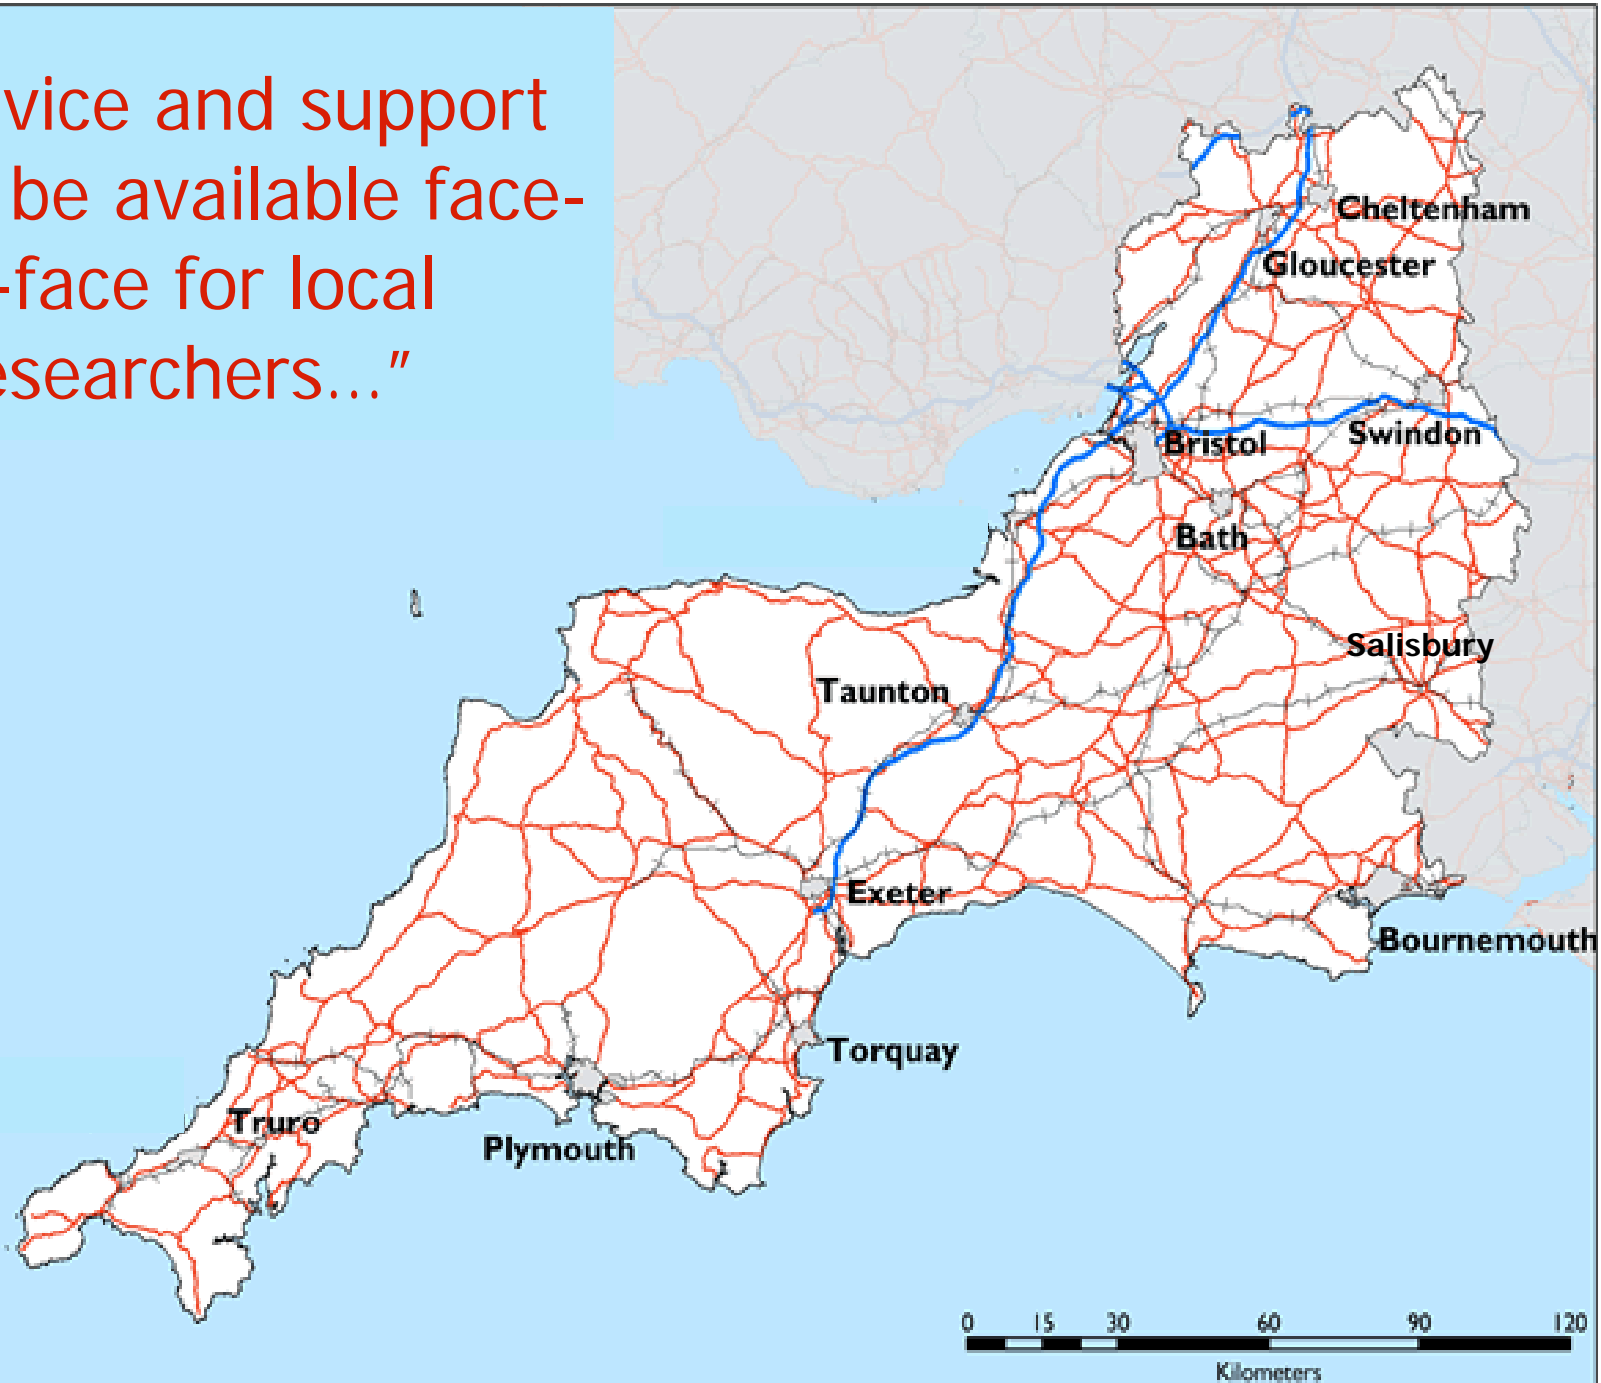 vice and support
be available face-
-face for local
esearchers..."
Cheltenham
Gloucester
Bristol
Swindon
Bath
Salisbury
Taunton
Exeter
Bournemouth
Torquay
Truro
Plymouth
0 15 30 60 90 120
Kilometers